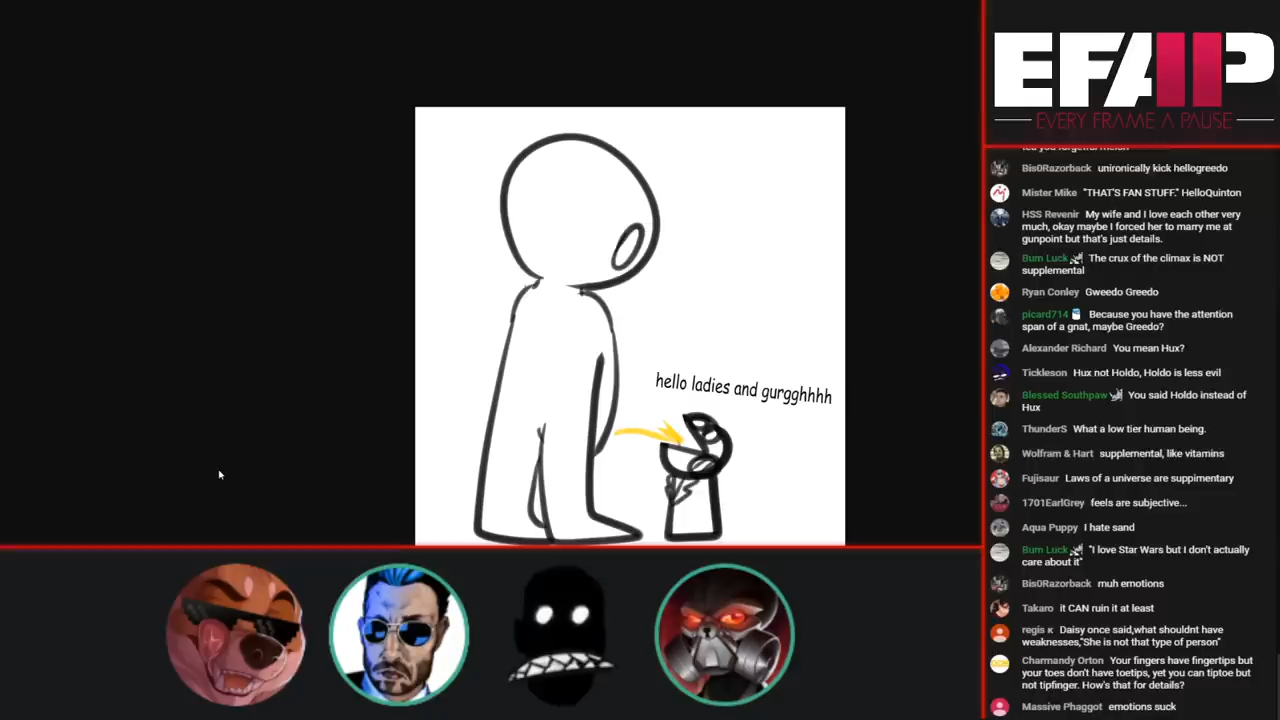 hello ladies and gurgghhhh
EFAP
EVERY FRAME A PAUSE
Bis0Razorback unironically kick hellogreedo
Mister Mike "THAT'S FAN STUFF." HelloQuinton
HSS Revenir My wife and I love each other very
much, okay maybe I forced her to marry me at
gunpoint but that's just details.
Bum Luck The crux of the climax is NOT
supplemental
Ryan Conley Gweedo Greedo
picard714 Because you have the attention
span of a gnat, maybe Greedo?
Alexander Richard You mean Hux?
Tickleson Hux not Holdo, Holdo is less evil
Blessed Southpaw You said Holdo instead of
Hux
ThunderS What a low tier human being.
Wolfram & Hart supplemental, like vitamins
Fujisaur Laws of a universe are suppimentary
1701EarlGrey feels are subjective...
Aqua Puppy I hate sand
Bum Luck "I love Star Wars but I don't actually
care about it"
Bis0Razorback muh emotions
Takaro it CAN ruin it at least
regis к Daisy once said,what shouldnt have
weaknesses,"She is not that type of person"
Charmandy Orton Your fingers have fingertips but
your toes don't have toetips, yet you can tiptoe but
not tipfinger. How's that for details?
Massive Phaggot emotions suck